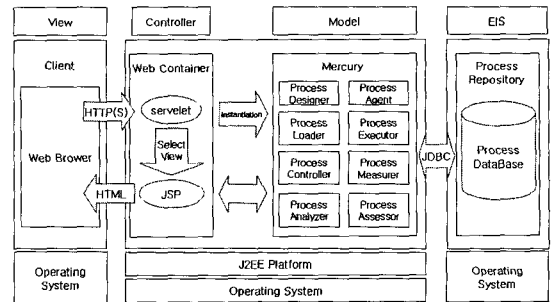 View
Controller
Model
EIS
Client
Web Container
Mercury
Process
Repository
Web Brower
HTTP(S)
servelet
Instantiation
Select
View
HTML
JSP
Process
Designer
Process
Agent
Process
Loader
Process
Executor
Process
Controller
Process
Measurer
Process
Analyzer
Process
Assessor
JDBC
Process
DataBase
Operating
System
J2EE Platform
Operating System
Operating
System